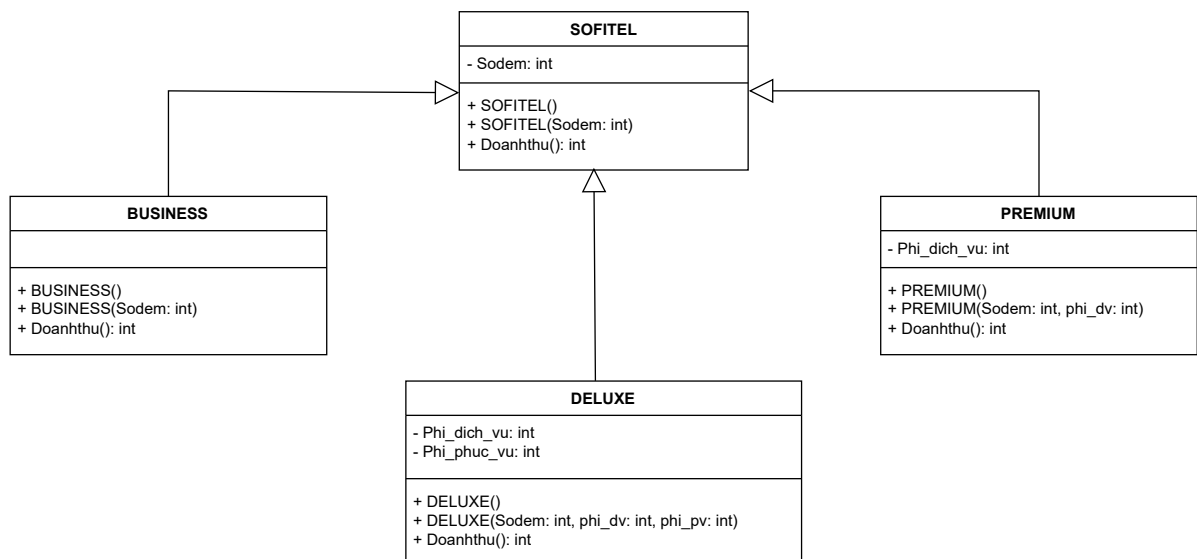 SOFITEL
- Sodem: int
+ SOFITEL()
+ SOFITEL(Sodem: int)
+ Doanhthu(): int
BUSINESS
+ BUSINESS()
+ BUSINESS(Sodem: int)
+ Doanhthu(): int
PREMIUM
- Phi_dich_vu: int
+ PREMIUM()
+ PREMIUM(Sodem: int, phi_dv: int)
+ Doanhthu(): int
DELUXE
- Phi_dich_vu: int
- Phi_phuc_vu: int
+ DELUXE()
+ DELUXE(Sodem: int, phi_dv: int, phi_pv: int)
+ Doanhthu(): int